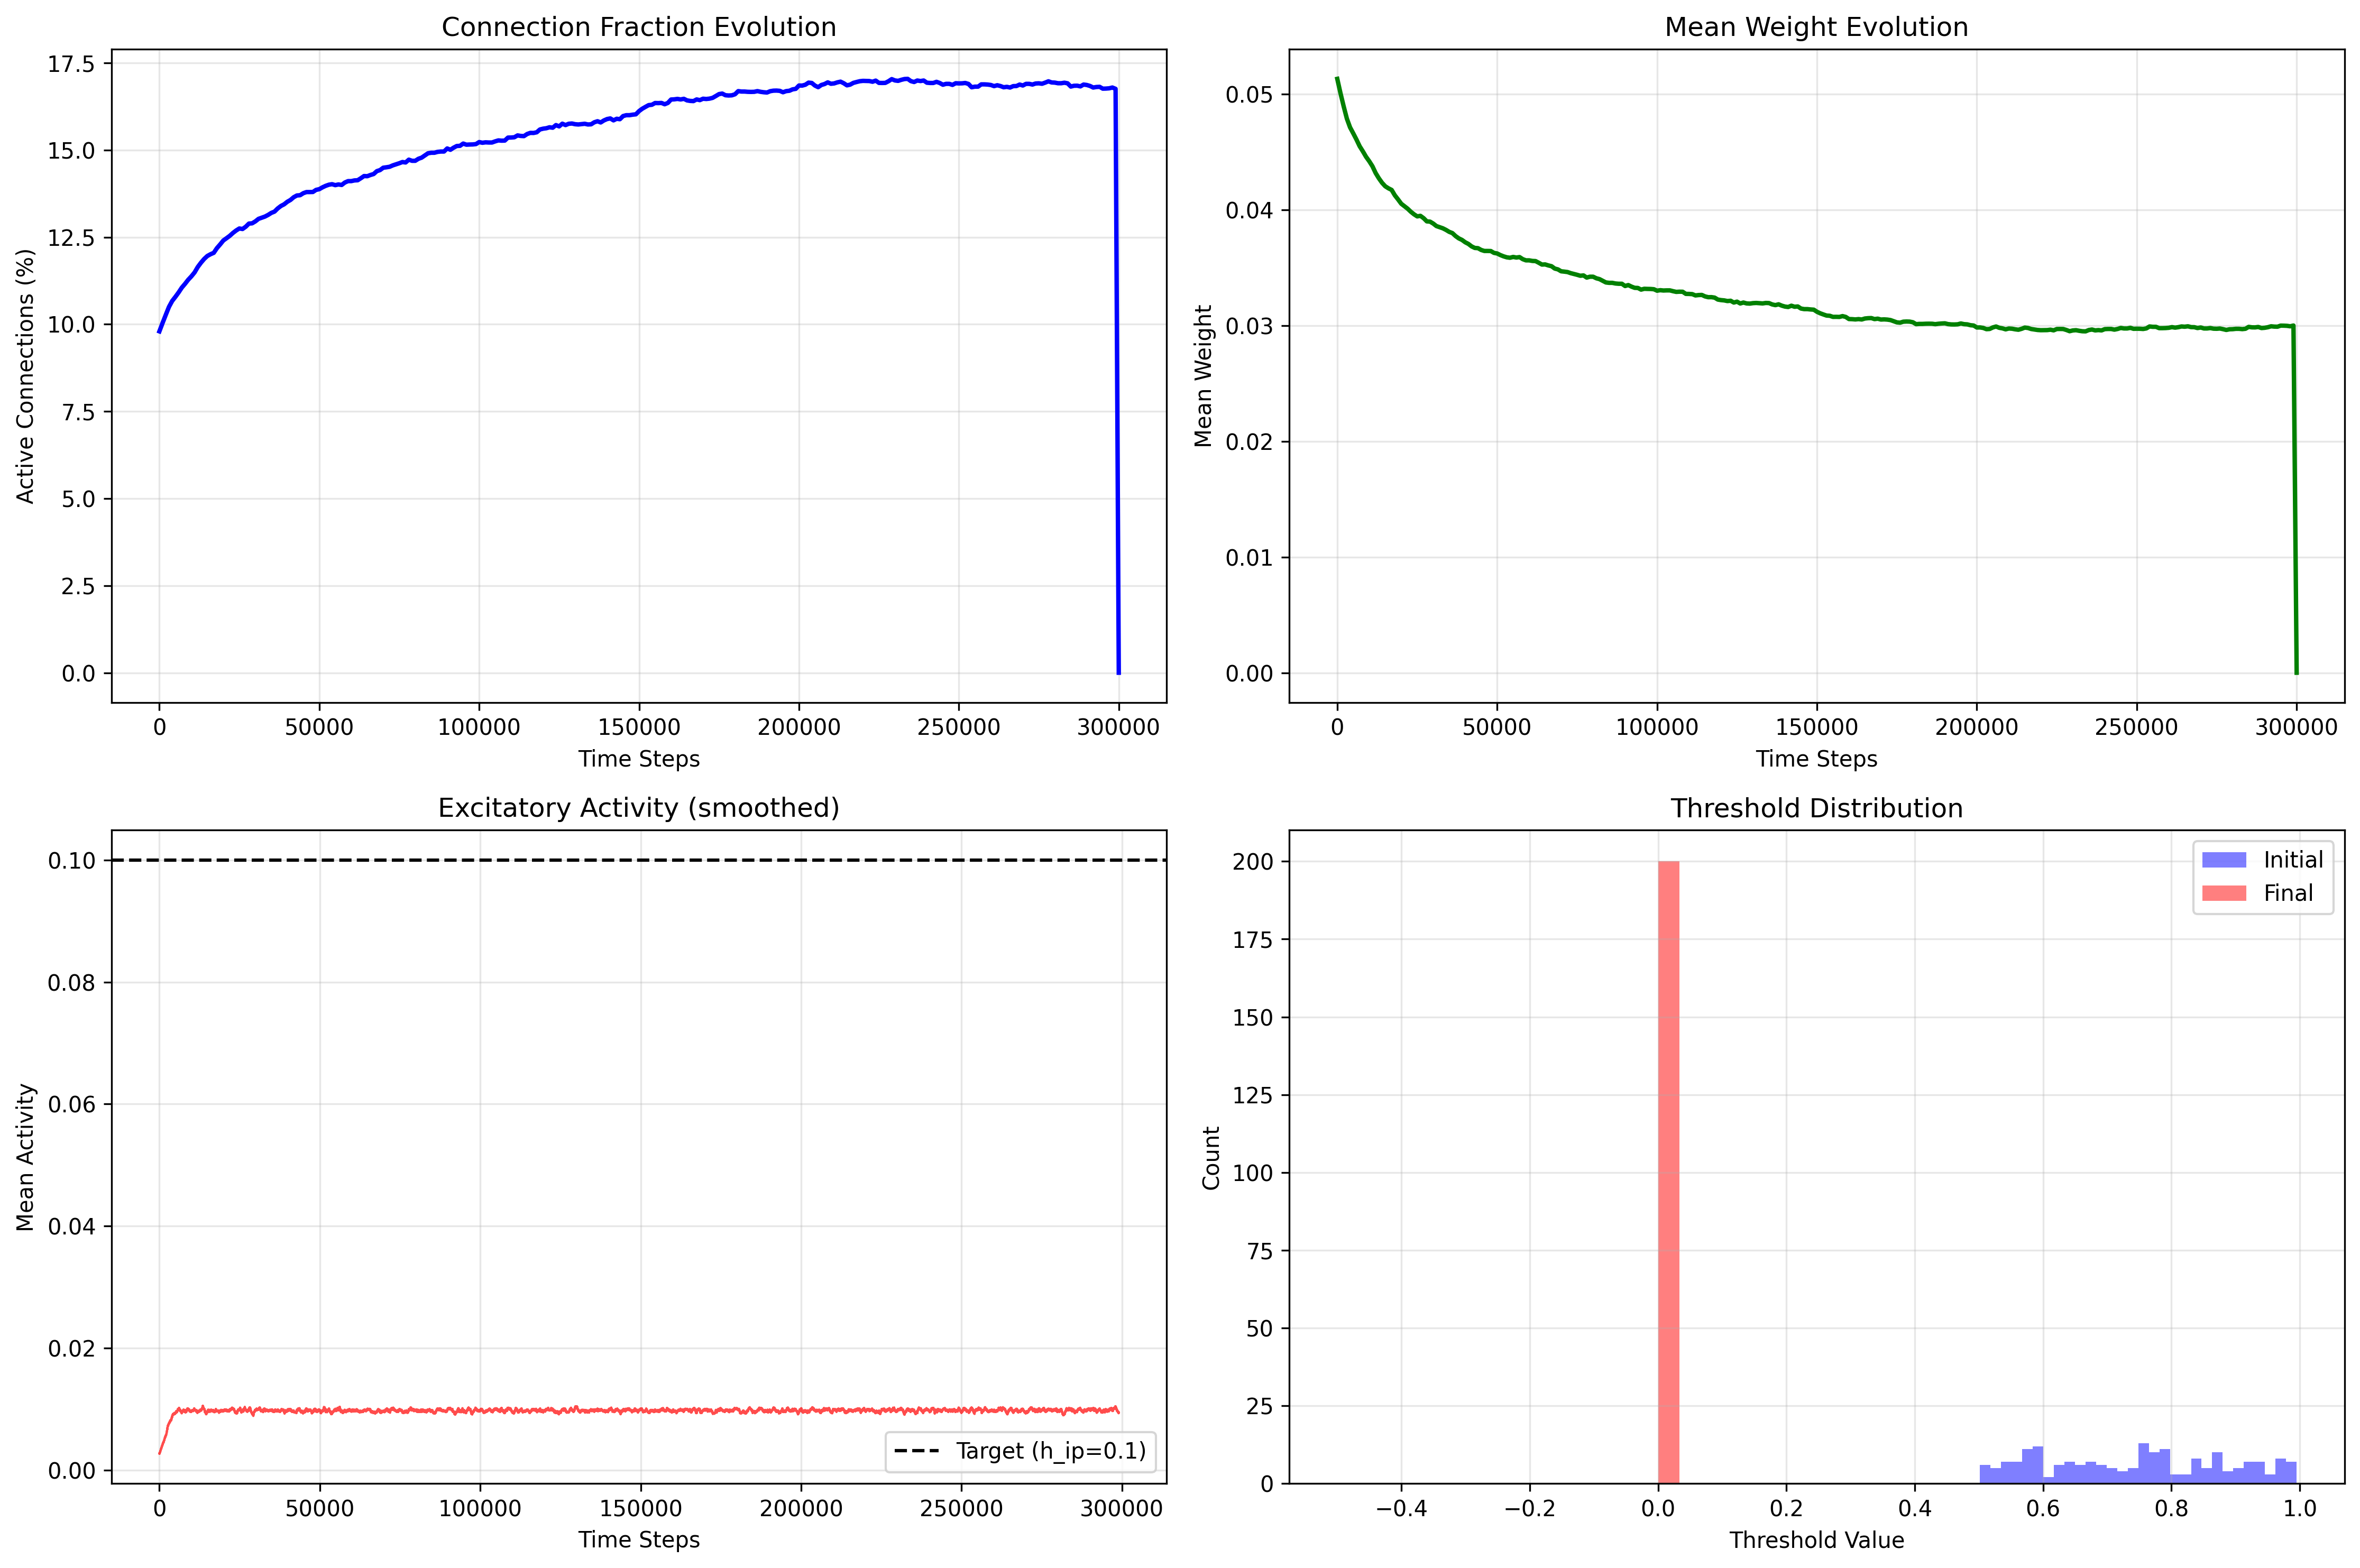 Connection Fraction Evolution
Active Connections (%)
17.5
15.0
12.5
10.0
7.5
5.0
2.5
0.0
0 50000 100000 150000 200000 250000 300000
Time Steps
Mean Weight Evolution
Mean Weight
0.05
0.04
0.03
0.02
0.01
0.00
0 50000 100000 150000 200000 250000 300000
Time Steps
Excitatory Activity (smoothed)
Mean Activity
0.10
0.08
0.06
0.04
0.02
0.00
Target (h_ip=0.1)
0 50000 100000 150000 200000 250000 300000
Time Steps
Threshold Distribution
Count
200
175
150
125
100
75
50
25
0
Initial
Final
−0.4 −0.2 0.0 0.2 0.4 0.6 0.8 1.0
Threshold Value